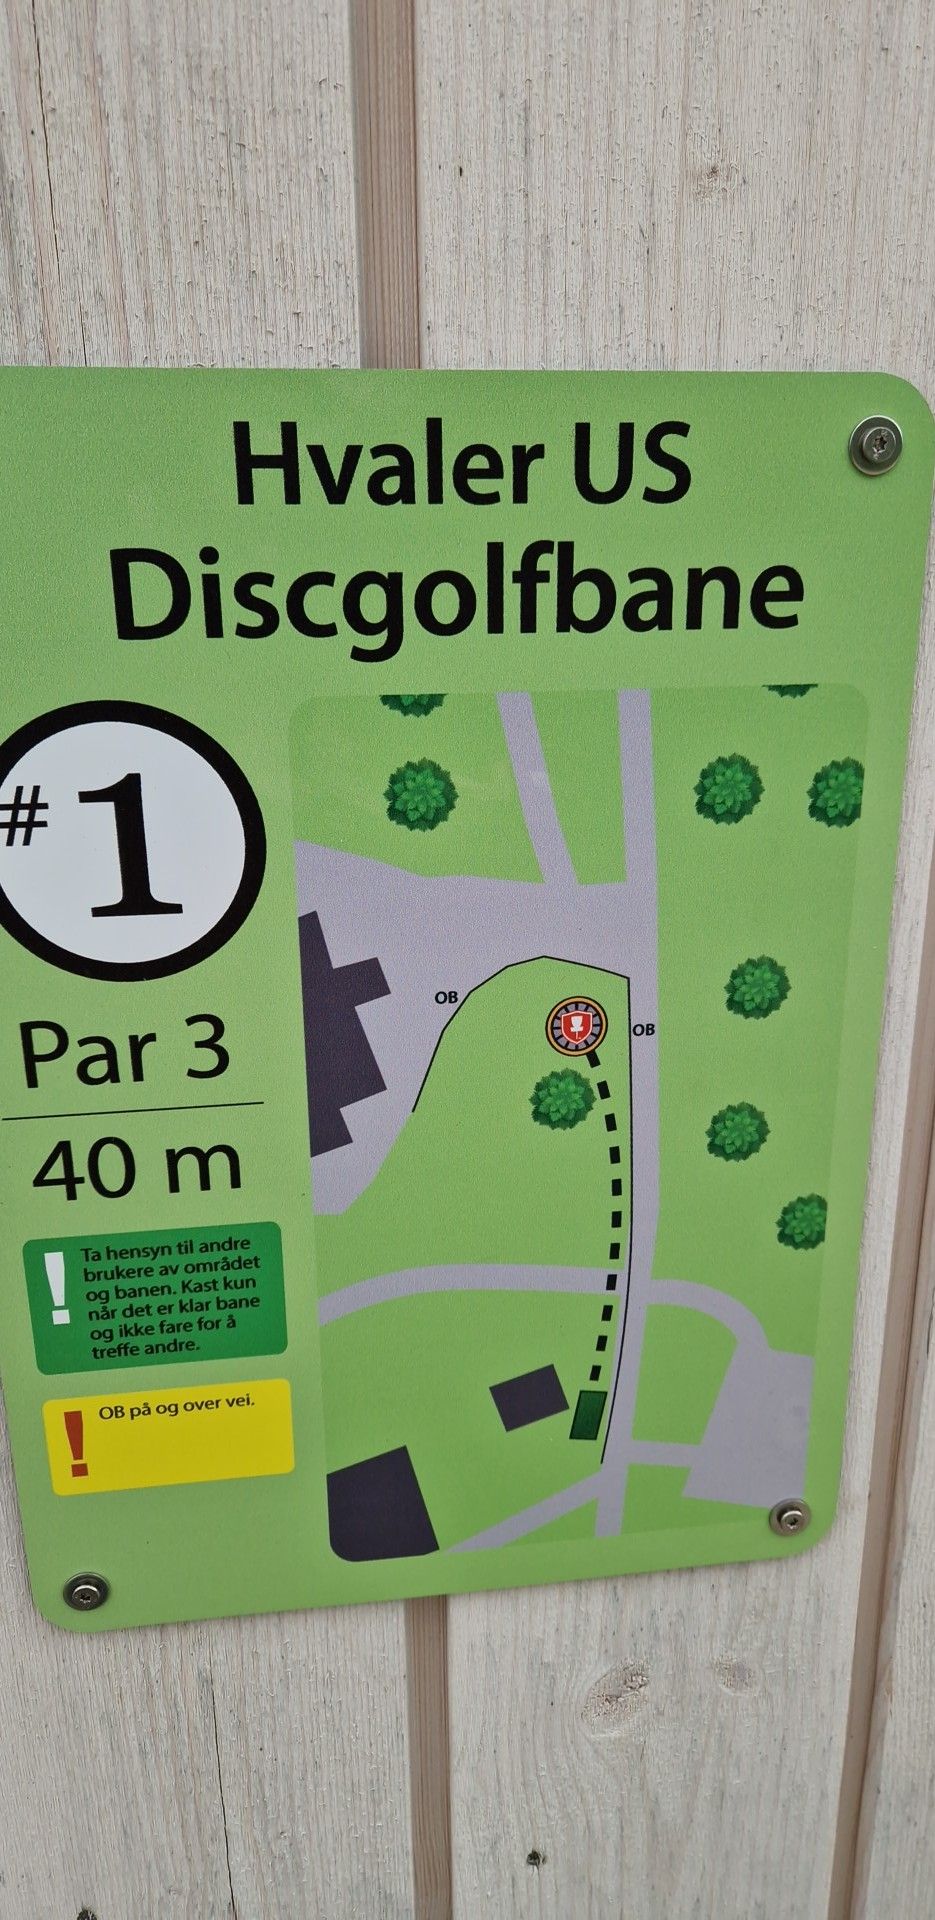 Hvaler US
Discgolfbane
#1
Par 3
40 m
! Ta hensyn til andre
brukere av området
og banen. Kast kun
når det er klar bane
og ikke fare for å
treffe andre.
! OB på og over vei.
OB
OB